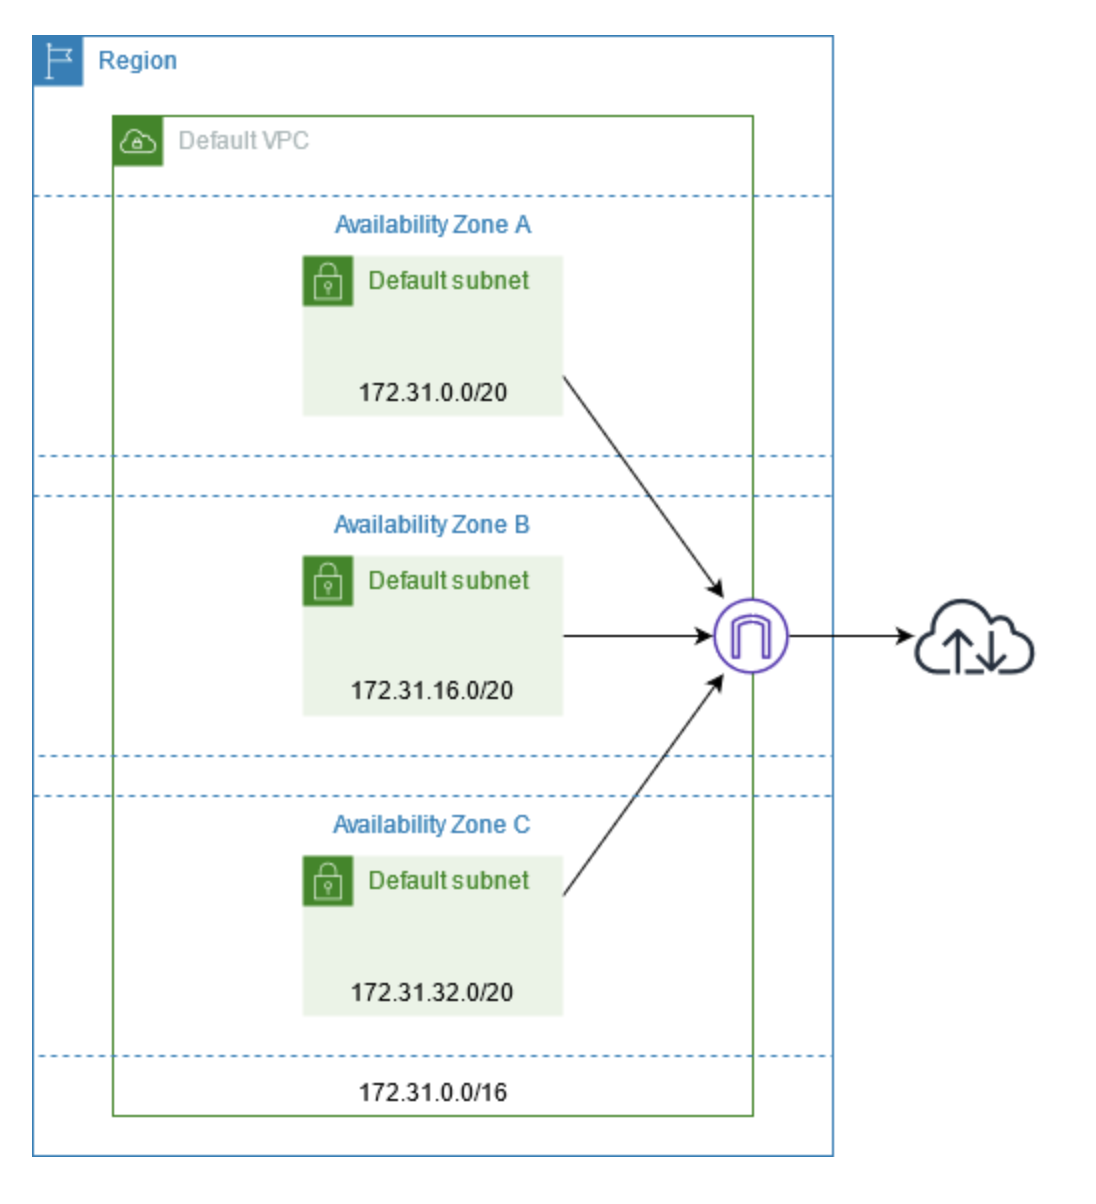 Region
Default VPC
Availability Zone A
Default subnet
172.31.0.0/20
Availability Zone B
Default subnet
172.31.16.0/20
Availability Zone C
Default subnet
172.31.32.0/20
172.31.0.0/16